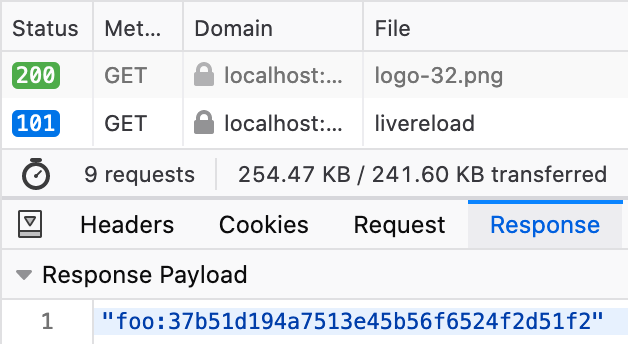 Status Met... Domain File
200 GET localhost:... logo-32.png
101 GET localhost:... livereload
9 requests 254.47 KB / 241.60 KB transferred
Headers Cookies Request Response
Response Payload
1 "foo:37b51d194a7513e45b56f6524f2d51f2"